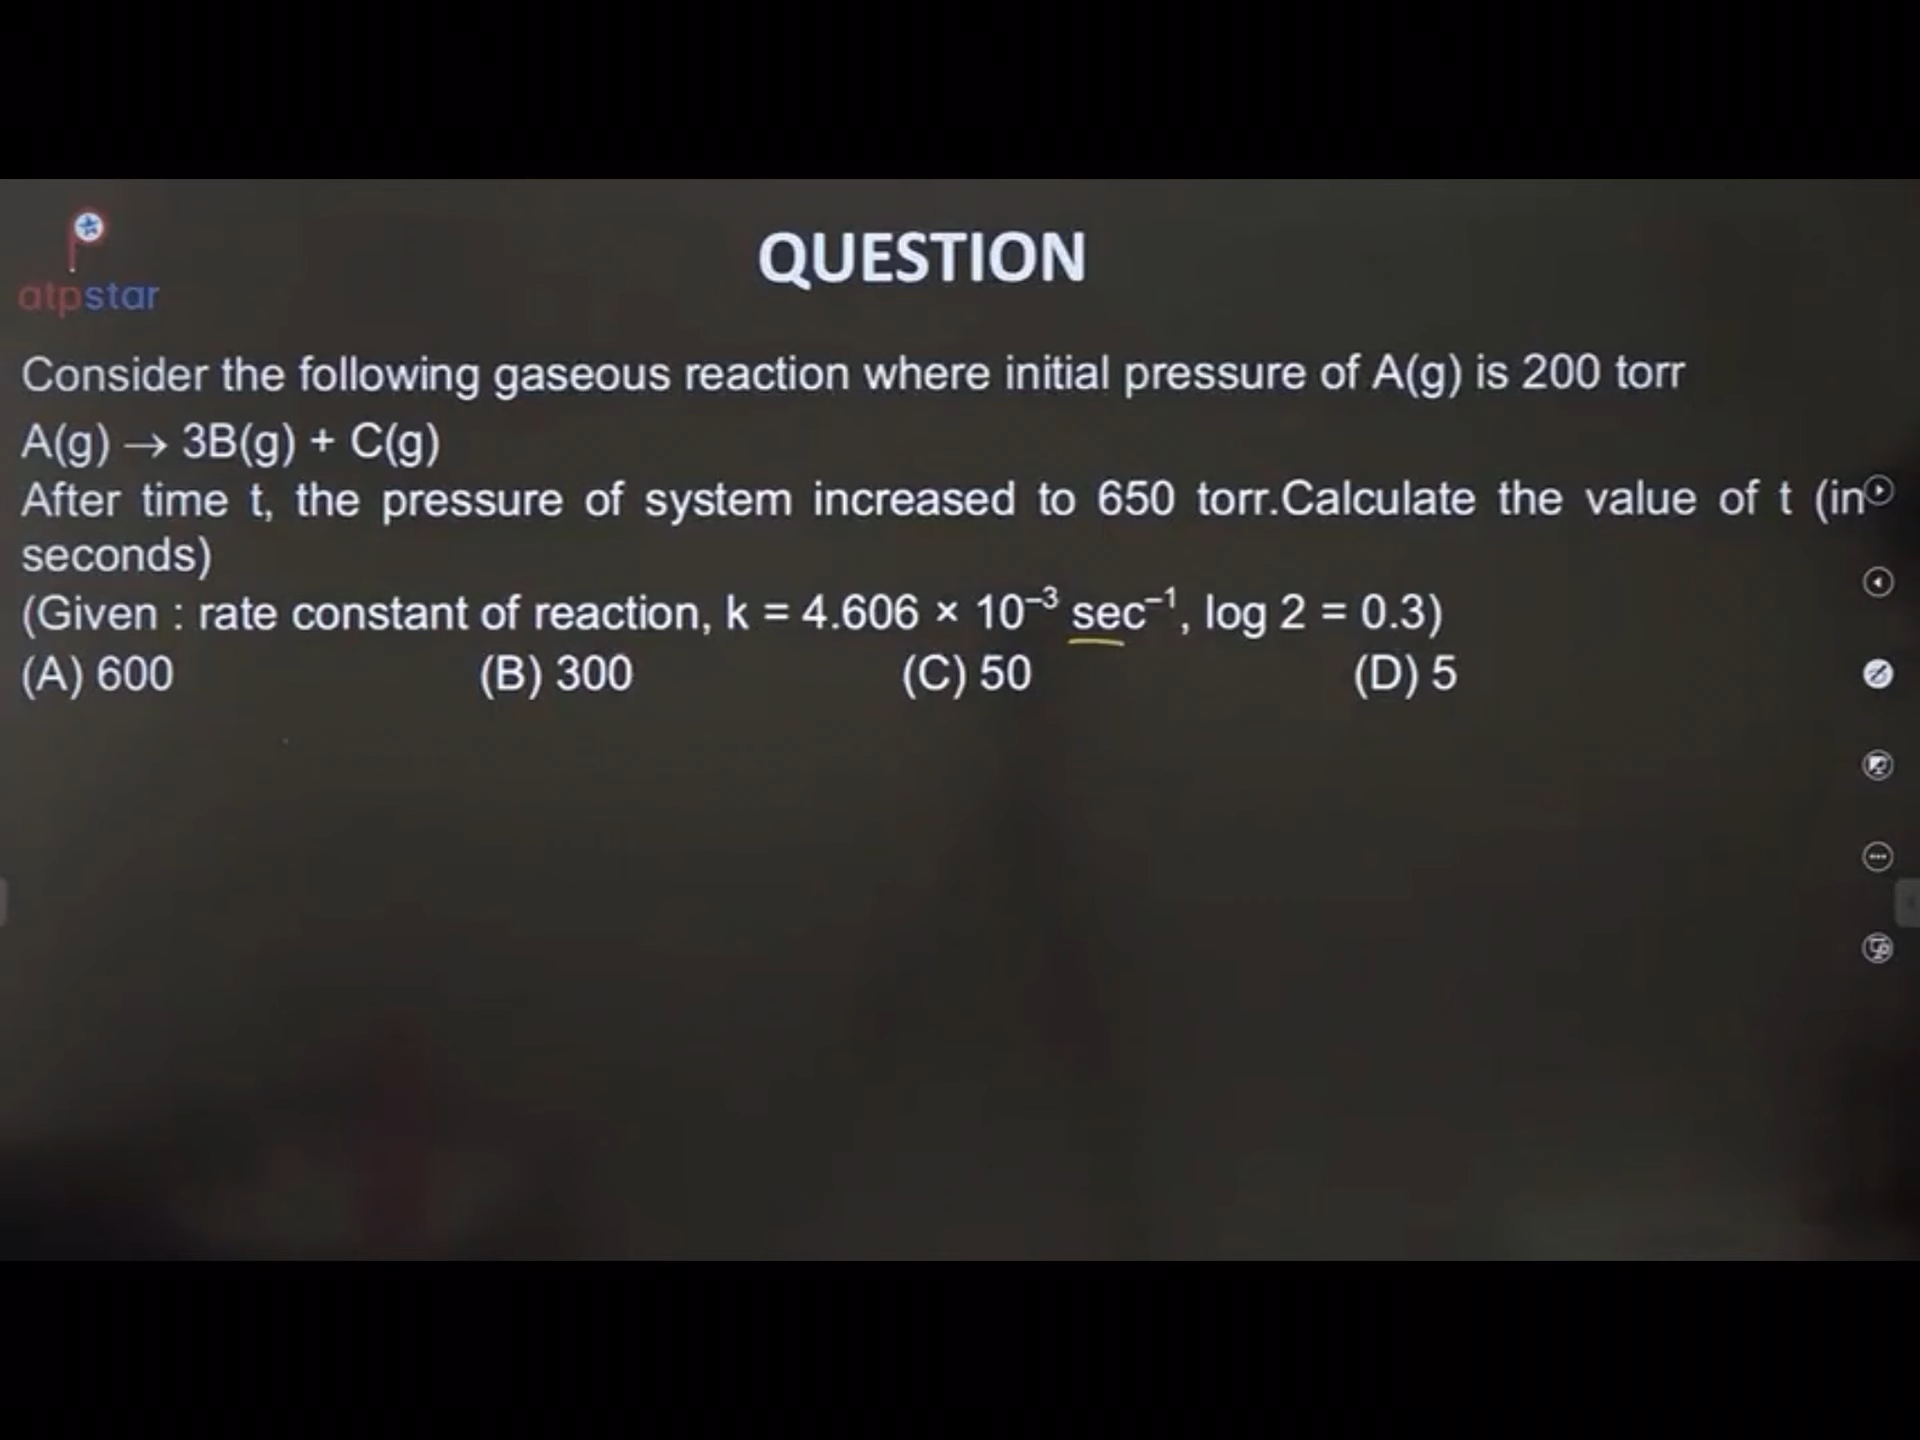 atpstar
QUESTION
Consider the following gaseous reaction where initial pressure of A(g) is 200 torr
A(g) → 3B(g) + C(g)
After time t, the pressure of system increased to 650 torr.Calculate the value of t (in
seconds)
(Given : rate constant of reaction, k = 4.606 × 10⁻³ sec⁻¹, log 2 = 0.3)
(A) 600 (B) 300 (C) 50 (D) 5